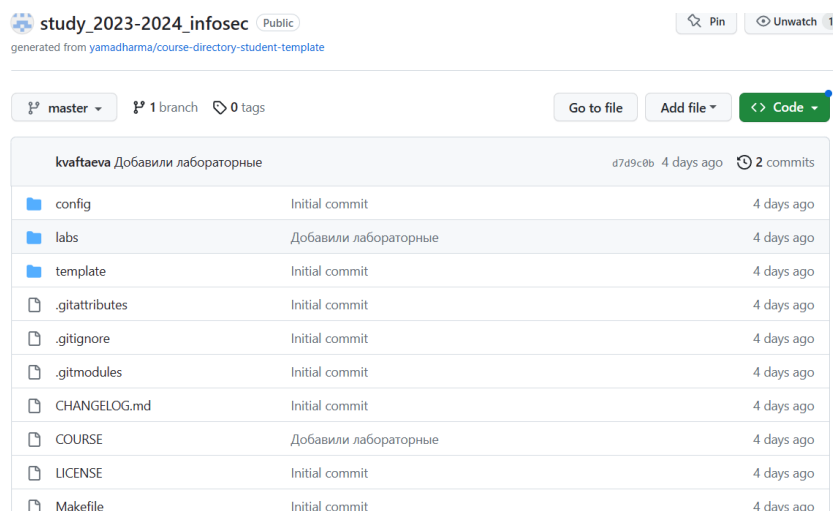 study_2023-2024_infosec Public Pin Unwatch 1
generated from yamadharma/course-directory-student-template
master 1 branch 0 tags Go to file Add file Code
kvaftaeva Добавили лабораторные d7d9c0b 4 days ago 2 commits
config Initial commit 4 days ago
labs Добавили лабораторные 4 days ago
template Initial commit 4 days ago
.gitattributes Initial commit 4 days ago
.gitignore Initial commit 4 days ago
.gitmodules Initial commit 4 days ago
CHANGELOG.md Initial commit 4 days ago
COURSE Добавили лабораторные 4 days ago
LICENSE Initial commit 4 days ago
Makefile Initial commit 4 days ago